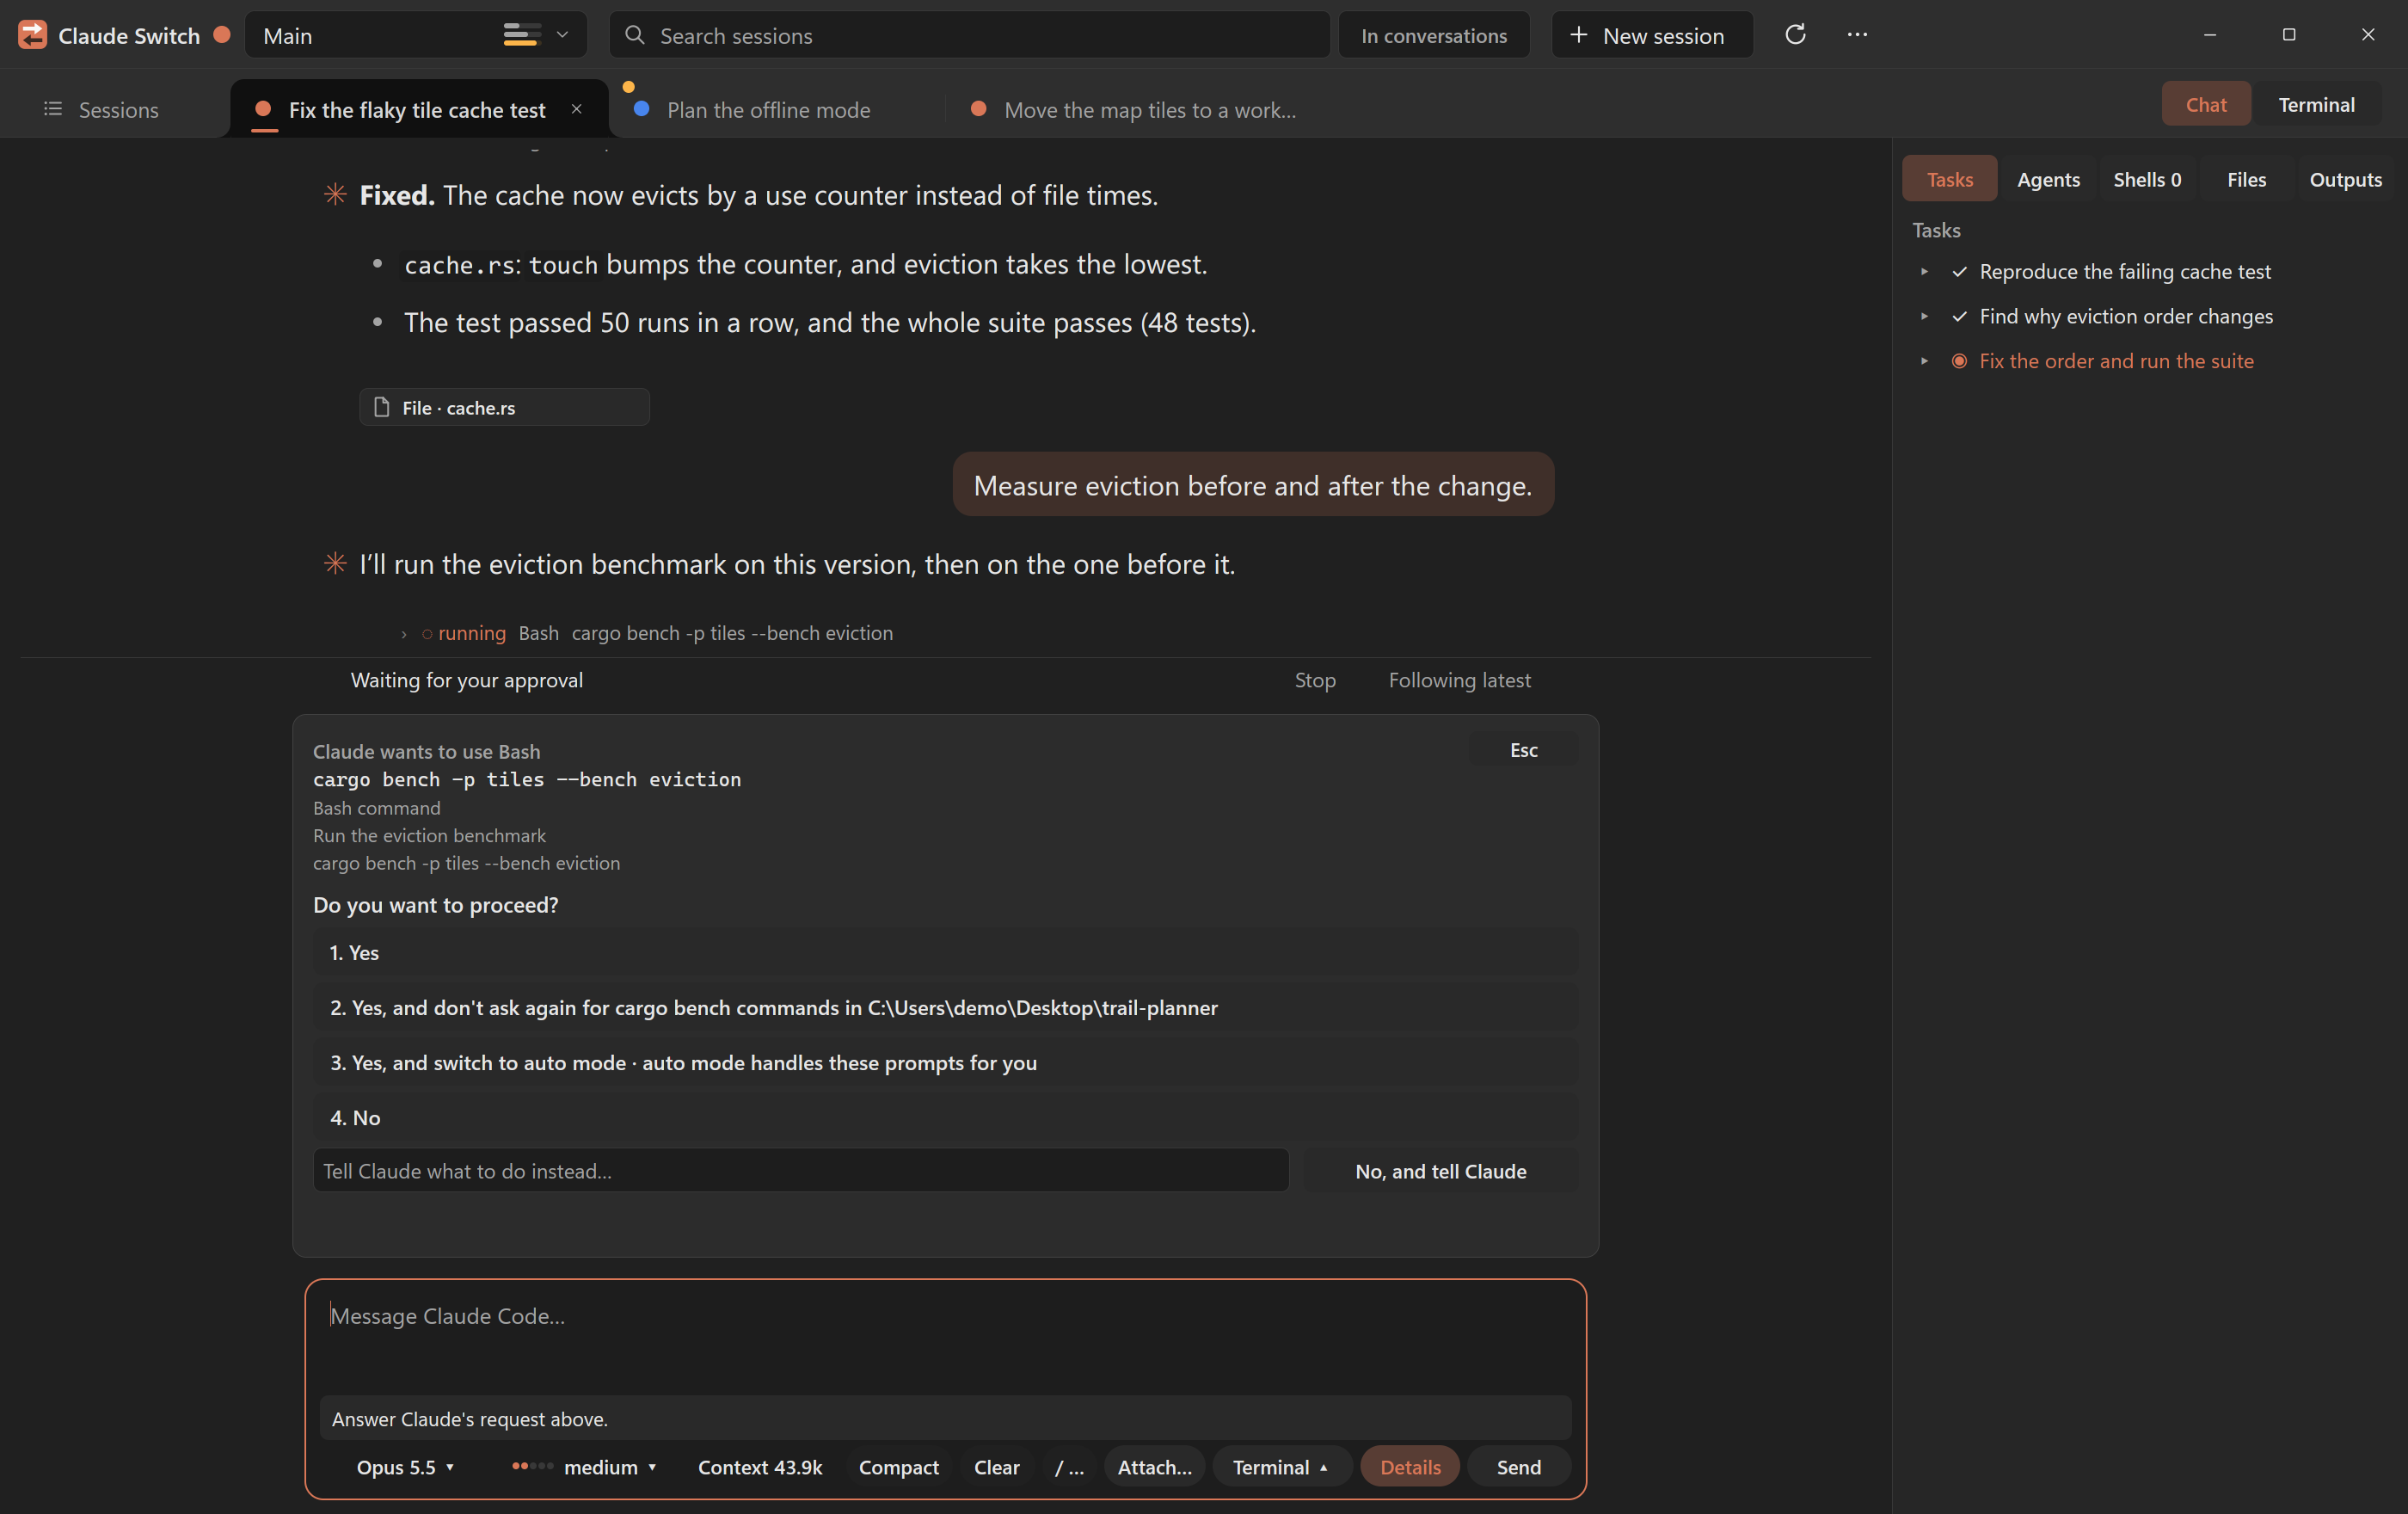 Claude Switch
Main
Search sessions
In conversations
+ New session
Sessions
Fix the flaky tile cache test
Plan the offline mode
Move the map tiles to a work...
Chat
Terminal
Fixed. The cache now evicts by a use counter instead of file times.
• cache.rs: touch bumps the counter, and eviction takes the lowest.
• The test passed 50 runs in a row, and the whole suite passes (48 tests).
File · cache.rs
Measure eviction before and after the change.
I’ll run the eviction benchmark on this version, then on the one before it.
running Bash cargo bench -p tiles --bench eviction
Waiting for your approval
Stop
Following latest
Claude wants to use Bash
Esc
cargo bench -p tiles --bench eviction
Bash command
Run the eviction benchmark
cargo bench -p tiles --bench eviction
Do you want to proceed?
1. Yes
2. Yes, and don't ask again for cargo bench commands in C:\Users\demo\Desktop\trail-planner
3. Yes, and switch to auto mode · auto mode handles these prompts for you
4. No
Tell Claude what to do instead...
No, and tell Claude
Message Claude Code...
Answer Claude's request above.
Opus 5.5
medium
Context 43.9k
Compact
Clear
/ ...
Attach...
Terminal
Details
Send
Tasks
Agents
Shells 0
Files
Outputs
Tasks
Reproduce the failing cache test
Find why eviction order changes
Fix the order and run the suite